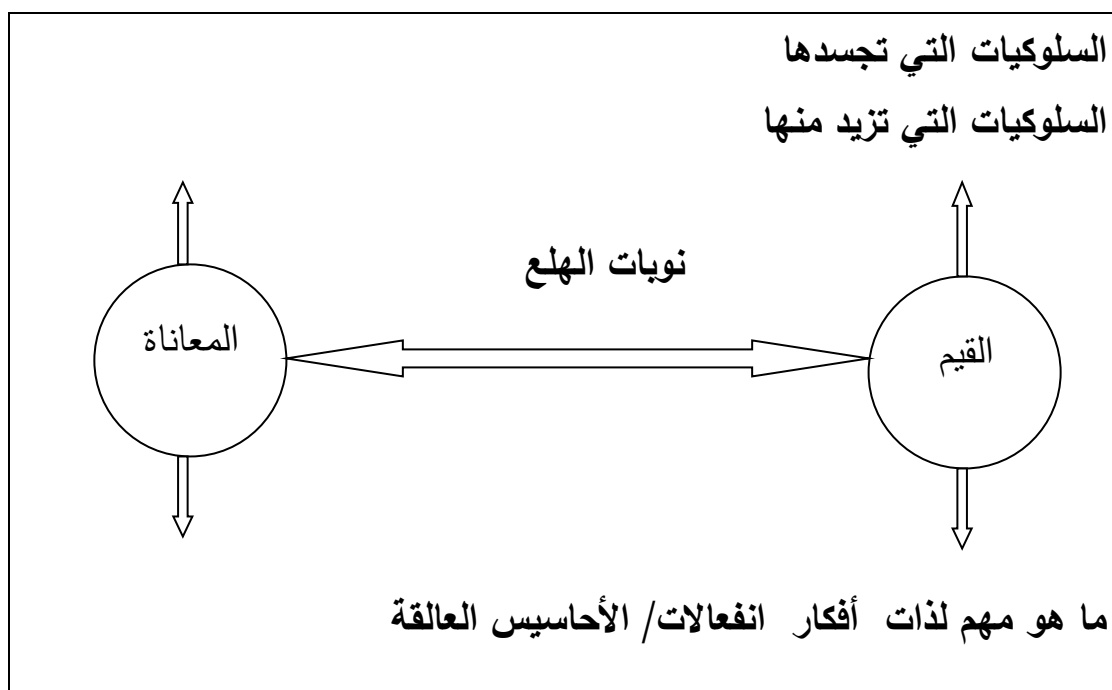 السلوكيات التي تجسدها
السلوكيات التي تزيد منها
نوبات الهلع
القيم
المعاناة
ما هو مهم لذات أفكار انفعالات/ الأحاسيس العالقة